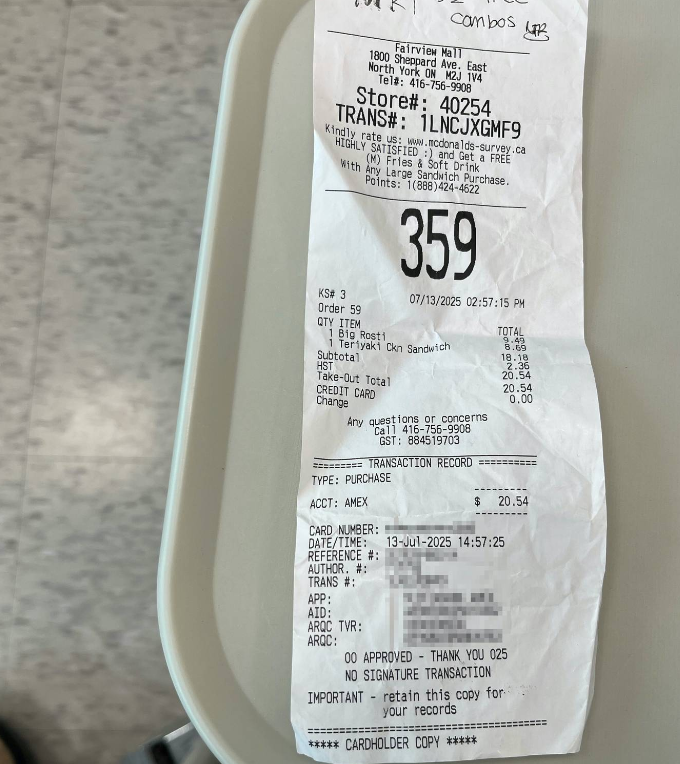 combos
Fairview Mall
1800 Sheppard Ave. East
North York ON M2J 1V4
Tel#: 416-756-9908
Store#: 40254
TRANS#: 1LNCJXGMF9
Kindly rate us: www.mcdonalds-survey.ca
HIGHLY SATISFIED :) and Get a FREE
(M) Fries & Soft Drink
With Any Large Sandwich Purchase.
Points: 1(888)424-4622
359
KS# 3 07/13/2025 02:57:15 PM
Order 59
QTY ITEM TOTAL
1 Big Rosti 9.49
1 Teriyaki Ckn Sandwich 8.69
Subtotal 18.18
HST 2.36
Take-Out Total 20.54
CREDIT CARD 20.54
Change 0.00
Any questions or concerns
Call 416-756-9908
GST: 884519703
========= TRANSACTION RECORD ==========
TYPE: PURCHASE
ACCT: AMEX $ 20.54
CARD NUMBER:
DATE/TIME: 13-Jul-2025 14:57:25
REFERENCE #:
AUTHOR. #:
TRANS #:
APP:
AID:
ARQC TVR:
ARQC:
00 APPROVED - THANK YOU 025
NO SIGNATURE TRANSACTION
IMPORTANT - retain this copy for
your records
***** CARDHOLDER COPY *****